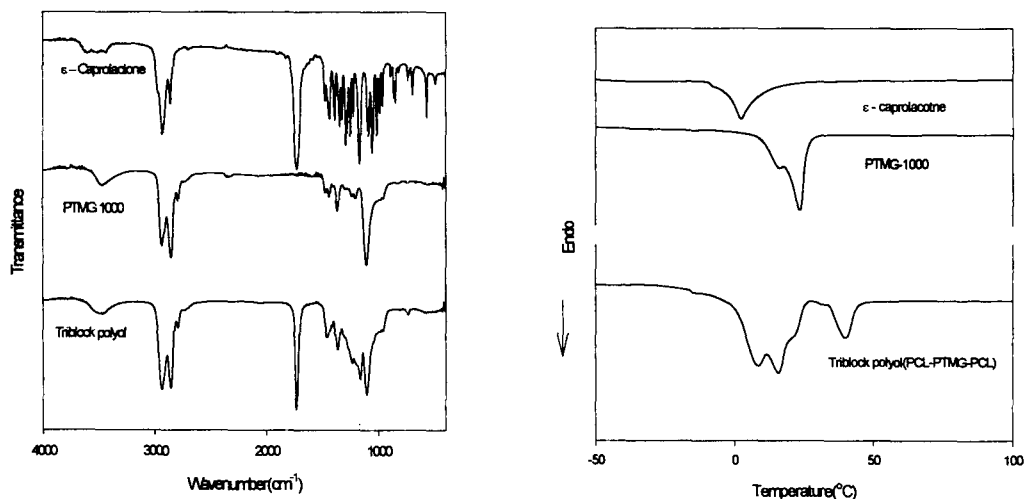 Transmittance
ε - Caprolactone
PTMG 1000
Triblock polyol
4000
3000
2000
1000
Wavenumber(cm⁻¹)
Endo
ε - caprolacotne
PTMG-1000
Triblock polyol(PCL-PTMG-PCL)
-50
0
50
100
Temperature(°C)